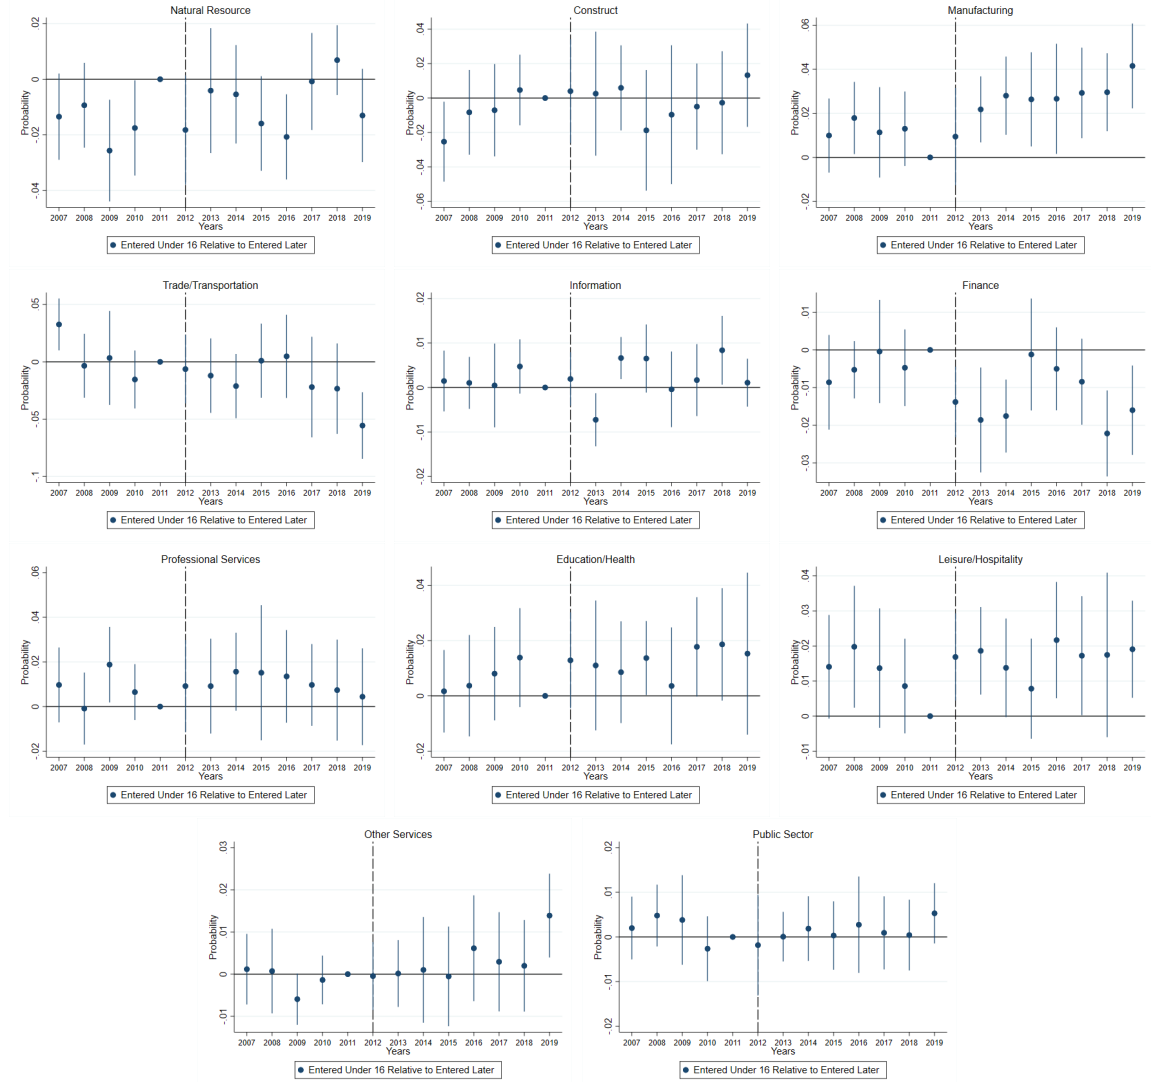 Natural Resource
Probability
.02
0
-.02
-.04
2007 2008 2009 2010 2011 2012 2013 2014 2015 2016 2017 2018 2019
Years
Entered Under 16 Relative to Entered Later
Construct
Probability
.04
.02
0
-.02
-.04
-.06
2007 2008 2009 2010 2011 2012 2013 2014 2015 2016 2017 2018 2019
Years
Entered Under 16 Relative to Entered Later
Manufacturing
Probability
.06
.04
.02
0
-.02
2007 2008 2009 2010 2011 2012 2013 2014 2015 2016 2017 2018 2019
Years
Entered Under 16 Relative to Entered Later
Trade/Transportation
Probability
.05
0
-.05
-.1
2007 2008 2009 2010 2011 2012 2013 2014 2015 2016 2017 2018 2019
Years
Entered Under 16 Relative to Entered Later
Information
Probability
.02
.01
0
-.01
-.02
2007 2008 2009 2010 2011 2012 2013 2014 2015 2016 2017 2018 2019
Years
Entered Under 16 Relative to Entered Later
Finance
Probability
.01
0
-.01
-.02
-.03
2007 2008 2009 2010 2011 2012 2013 2014 2015 2016 2017 2018 2019
Years
Entered Under 16 Relative to Entered Later
Professional Services
Probability
.06
.04
.02
0
-.02
2007 2008 2009 2010 2011 2012 2013 2014 2015 2016 2017 2018 2019
Years
Entered Under 16 Relative to Entered Later
Education/Health
Probability
.04
.02
0
-.02
2007 2008 2009 2010 2011 2012 2013 2014 2015 2016 2017 2018 2019
Years
Entered Under 16 Relative to Entered Later
Leisure/Hospitality
Probability
.04
.03
.02
.01
0
-.01
2007 2008 2009 2010 2011 2012 2013 2014 2015 2016 2017 2018 2019
Years
Entered Under 16 Relative to Entered Later
Other Services
Probability
.03
.02
.01
0
-.01
2007 2008 2009 2010 2011 2012 2013 2014 2015 2016 2017 2018 2019
Years
Entered Under 16 Relative to Entered Later
Public Sector
Probability
.02
.01
0
-.01
-.02
2007 2008 2009 2010 2011 2012 2013 2014 2015 2016 2017 2018 2019
Years
Entered Under 16 Relative to Entered Later